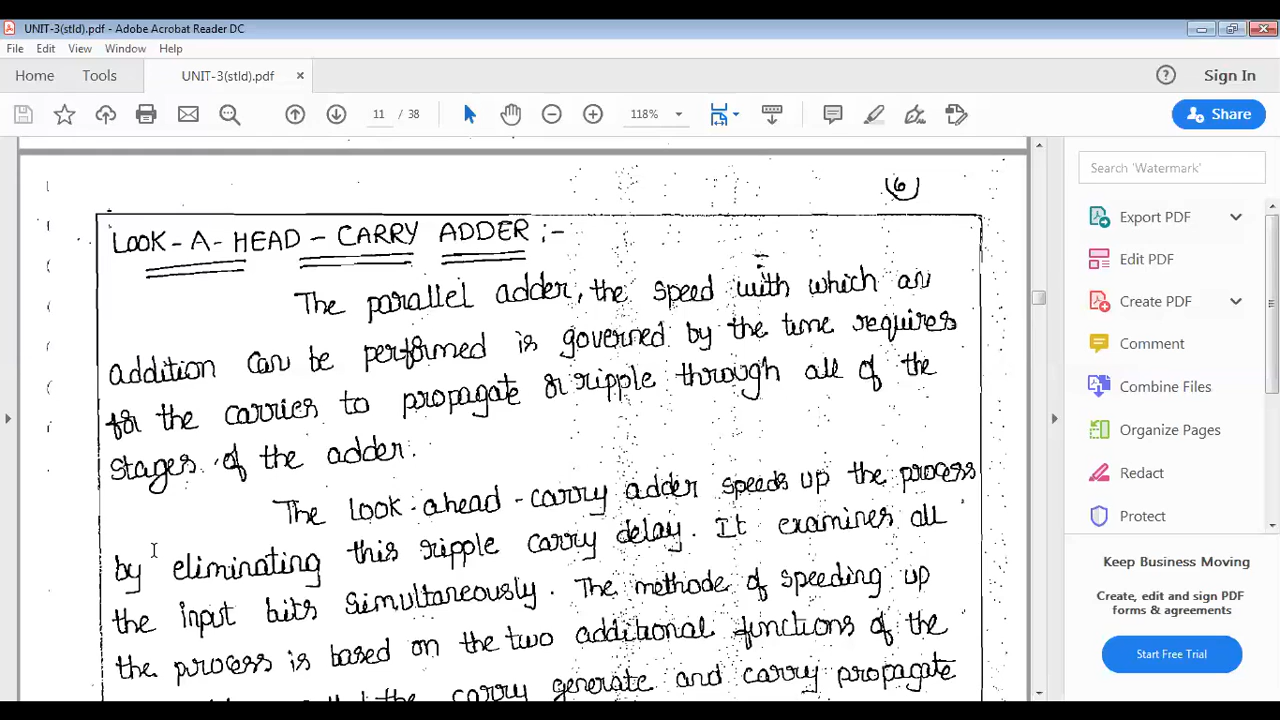 UNIT-3(stld).pdf - Adobe Acrobat Reader DC
File Edit View Window Help
Home Tools UNIT-3(stld).pdf × Sign In
11 / 38 118% Share
Search 'Watermark'
Export PDF
Edit PDF
Create PDF
Comment
Combine Files
Organize Pages
Redact
Protect
Keep Business Moving
Create, edit and sign PDF
forms & agreements
Start Free Trial
6
LOOK-A-HEAD-CARRY ADDER :-
The parallel adder, the speed with which an
addition can be performed is governed by the time requires
for the carries to propagate or ripple through all of the
stages of the adder.
The look-ahead-carry adder speeds up the process
by eliminating this ripple carry delay. It examines all
the input bits simultaneously. The methode of speeding up
the process is based on the two additional functions of the
the carry generate and carry propagate